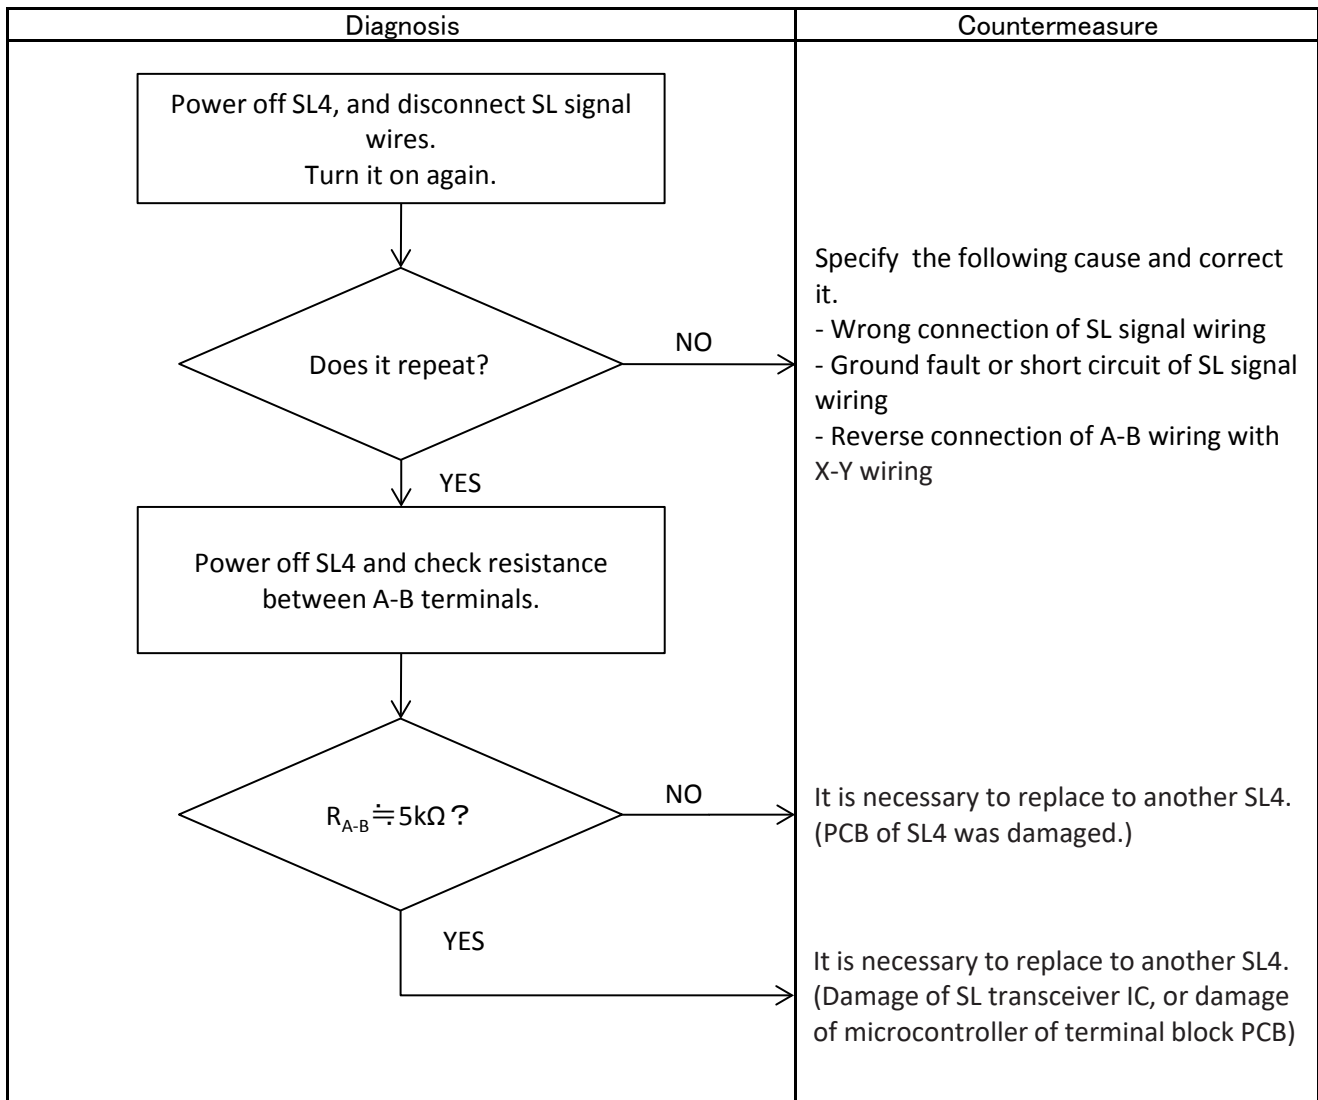 Diagnosis
Countermeasure
Power off SL4, and disconnect SL signal
wires.
Turn it on again.
Does it repeat?
NO
Specify  the following cause and correct
it.
- Wrong connection of SL signal wiring
- Ground fault or short circuit of SL signal
wiring
- Reverse connection of A-B wiring with
X-Y wiring
YES
Power off SL4 and check resistance
between A-B terminals.
R_A-B≒5kΩ？
NO
It is necessary to replace to another SL4.
(PCB of SL4 was damaged.)
YES
It is necessary to replace to another SL4.
(Damage of SL transceiver IC, or damage
of microcontroller of terminal block PCB)